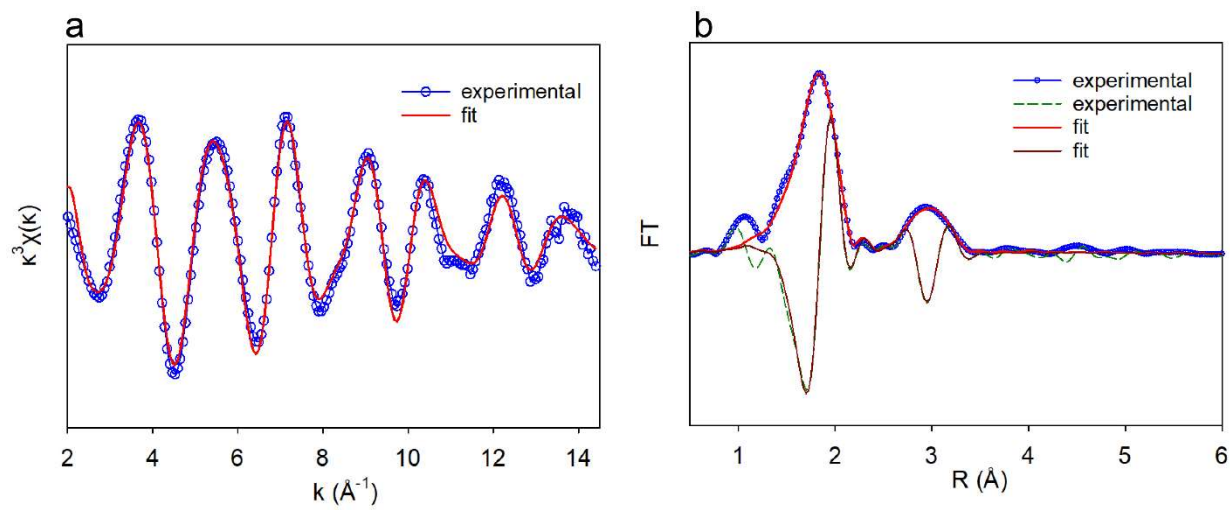 a
experimental
fit
κ³χ(κ)
2 4 6 8 10 12 14
k (Å⁻¹)
b
experimental
experimental
fit
fit
FT
1 2 3 4 5 6
R (Å)